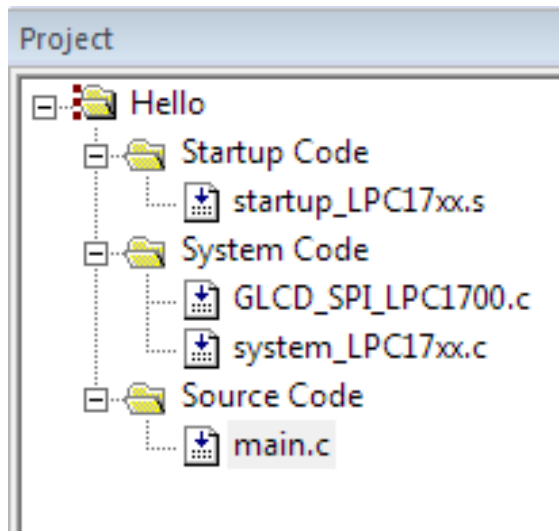 Project
Hello
Startup Code
startup_LPC17xx.s
System Code
GLCD_SPI_LPC1700.c
system_LPC17xx.c
Source Code
main.c